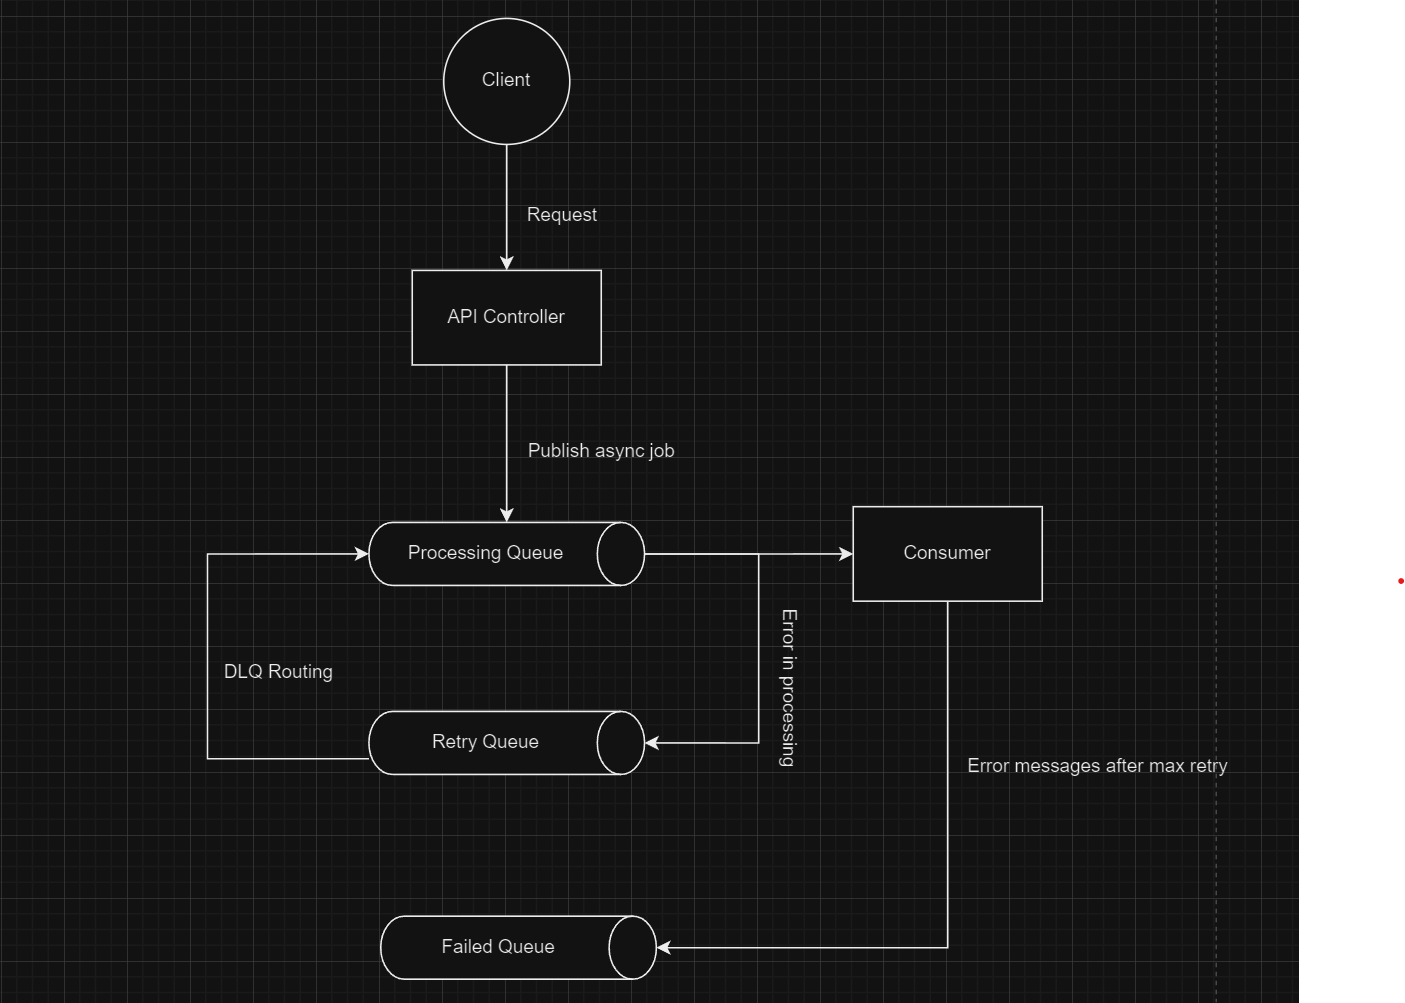 Client
Request
API Controller
Publish async job
Processing Queue
Consumer
Error in processing
DLQ Routing
Retry Queue
Error messages after max retry
Failed Queue